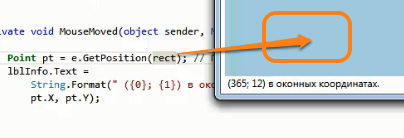 ivate void MouseMoved(object sender,
Point pt = e.GetPosition(rect); //
lblInfo.Text =
String.Format(" ({0}; {1}) в
pt.X, pt.Y);
(365; 12) в оконных координатах.